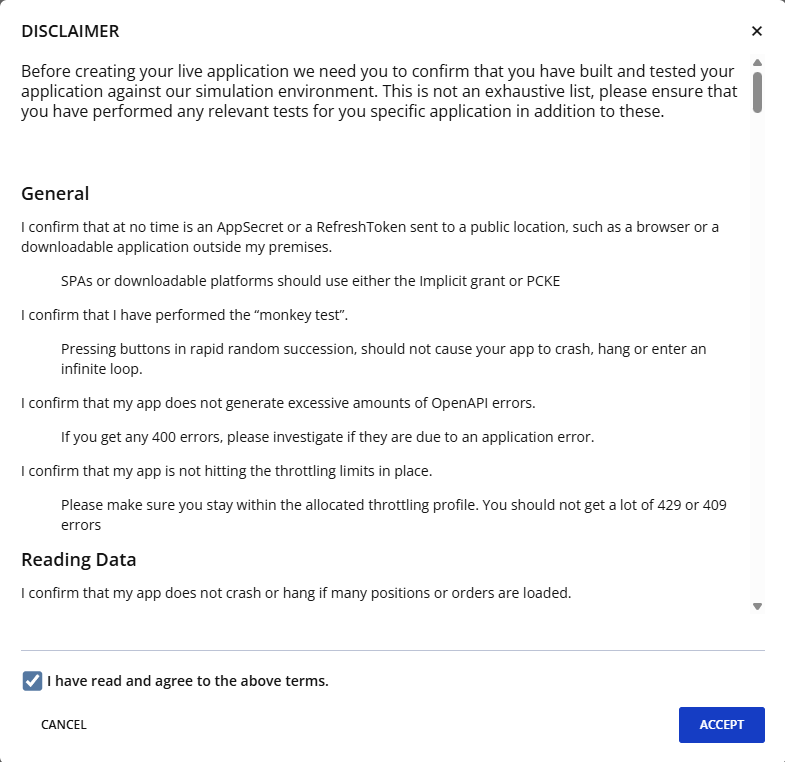 DISCLAIMER
Before creating your live application we need you to confirm that you have built and tested your
application against our simulation environment. This is not an exhaustive list, please ensure that
you have performed any relevant tests for you specific application in addition to these.
General
I confirm that at no time is an AppSecret or a RefreshToken sent to a public location, such as a browser or a
downloadable application outside my premises.
SPAs or downloadable platforms should use either the Implicit grant or PCKE
I confirm that I have performed the “monkey test”.
Pressing buttons in rapid random succession, should not cause your app to crash, hang or enter an
infinite loop.
I confirm that my app does not generate excessive amounts of OpenAPI errors.
If you get any 400 errors, please investigate if they are due to an application error.
I confirm that my app is not hitting the throttling limits in place.
Please make sure you stay within the allocated throttling profile. You should not get a lot of 429 or 409
errors
Reading Data
I confirm that my app does not crash or hang if many positions or orders are loaded.
I have read and agree to the above terms.
CANCEL
ACCEPT